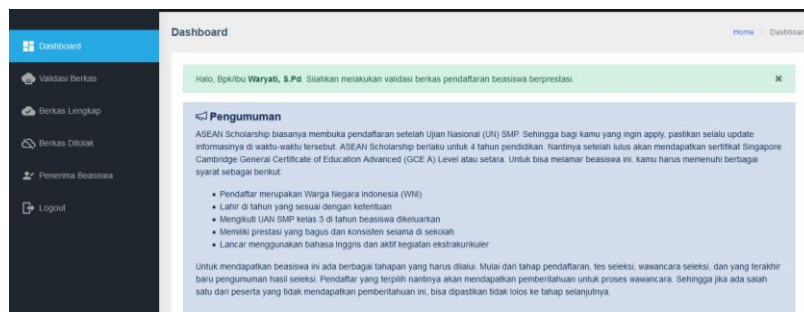 Dashboard
Home Dashboar
Dashboard
Validasi Berkas
Berkas Lengkap
Berkas Ditolak
Penerima Beasiswa
Logout
Halo, Bpk/Ibu Waryati, S.Pd. Silahkan melakukan validasi berkas pendaftaran beasiswa berprestasi.
Pengumuman
ASEAN Scholarship biasanya membuka pendaftaran setelah Ujian Nasional (UN) SMP. Sehingga bagi kamu yang ingin apply, pastikan selalu update
informasinya di waktu-waktu tersebut. ASEAN Scholarship berlaku untuk 4 tahun pendidikan. Nantinya setelah lulus akan mendapatkan sertifikat Singapore
Cambridge General Certificate of Education Advanced (GCE A) Level atau setara. Untuk bisa melamar beasiswa ini, kamu harus memenuhi berbagai
syarat sebagai berikut:
• Pendaftar merupakan Warga Negara Indonesia (WNI)
• Lahir di tahun yang sesuai dengan ketentuan
• Mengikuti UAN SMP kelas 3 di tahun beasiswa dikeluarkan
• Memiliki prestasi yang bagus dan konsisten selama di sekolah
• Lancar menggunakan bahasa Inggris dan aktif kegiatan ekstrakurikuler
Untuk mendapatkan beasiswa ini ada berbagai tahapan yang harus dilalui. Mulai dari tahap pendaftaran, tes seleksi, wawancara seleksi, dan yang terakhir
baru pengumuman hasil seleksi. Pendaftar yang terpilih nantinya akan mendapatkan pemberitahuan untuk proses wawancara. Sehingga jika ada salah
satu dari peserta yang tidak mendapatkan pemberitahuan ini, bisa dipastikan tidak lolos ke tahap selanjutnya.